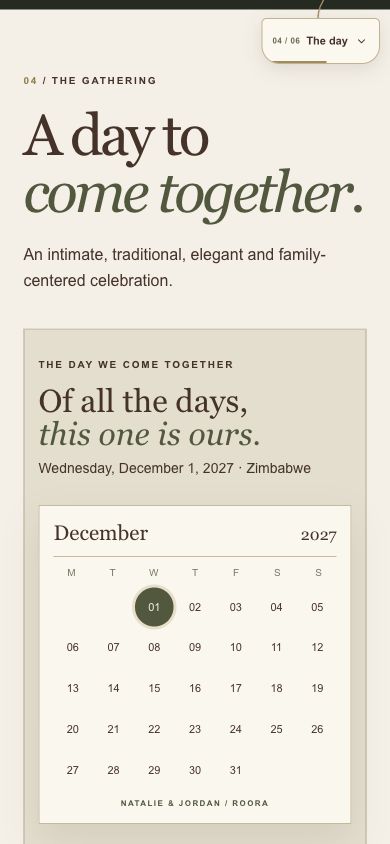 04 / 06 The day
04 / THE GATHERING
A day to
come together.
An intimate, traditional, elegant and family-
centered celebration.
THE DAY WE COME TOGETHER
Of all the days,
this one is ours.
Wednesday, December 1, 2027 · Zimbabwe
December 2027
M T W T F S S
01 02 03 04 05
06 07 08 09 10 11 12
13 14 15 16 17 18 19
20 21 22 23 24 25 26
27 28 29 30 31
NATALIE & JORDAN / ROORA